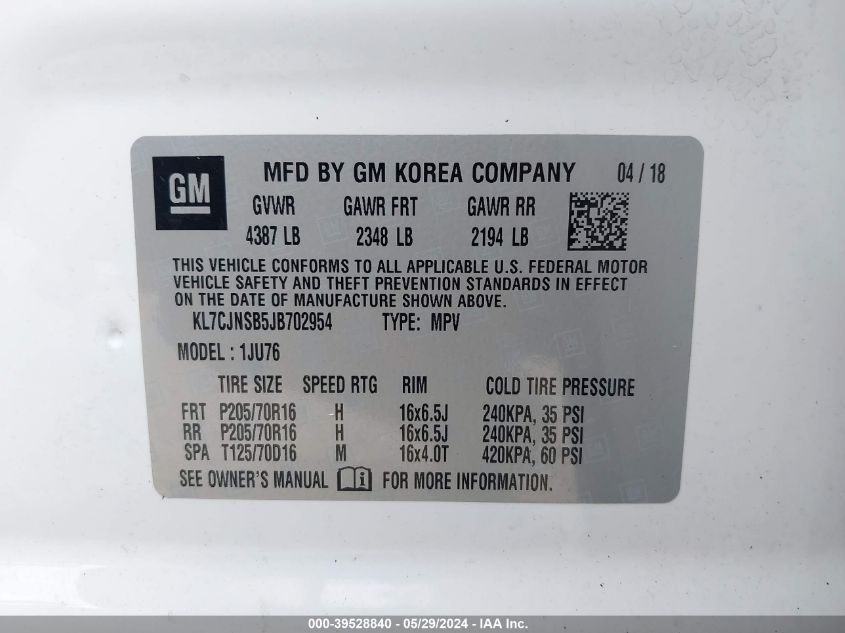 GM
MFD BY GM KOREA COMPANY 04 / 18
GVWR GAWR FRT GAWR RR
4387 LB 2348 LB 2194 LB
THIS VEHICLE CONFORMS TO ALL APPLICABLE U.S. FEDERAL MOTOR
VEHICLE SAFETY AND THEFT PREVENTION STANDARDS IN EFFECT
ON THE DATE OF MANUFACTURE SHOWN ABOVE.
KL7CJNSB5JB702954 TYPE: MPV
MODEL : 1JU76
TIRE SIZE SPEED RTG RIM COLD TIRE PRESSURE
FRT P205/70R16 H 16x6.5J 240KPA, 35 PSI
RR P205/70R16 H 16x6.5J 240KPA, 35 PSI
SPA T125/70D16 M 16x4.0T 420KPA, 60 PSI
SEE OWNER'S MANUAL i FOR MORE INFORMATION.
000-39528840 - 05/29/2024 - IAA Inc.